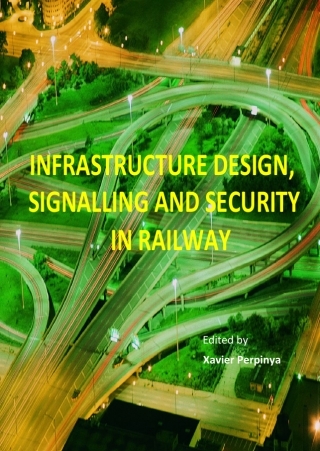 INFRASTRUCTURE DESIGN,
SIGNALLING AND SECURITY
IN RAILWAY
Edited by
Xavier Perpinya